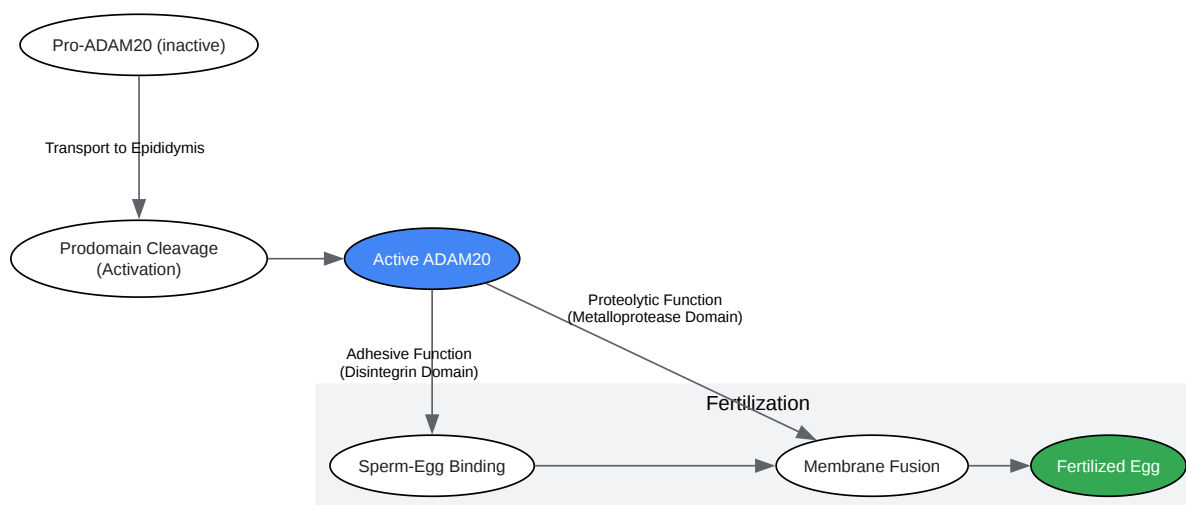 Pro-ADAM20 (inactive)
Transport to Epididymis
Prodomain Cleavage
(Activation)
Active ADAM20
Proteolytic Function
(Metalloprotease Domain)
Adhesive Function
(Disintegrin Domain)
Fertilization
Sperm-Egg Binding
Membrane Fusion
Fertilized Egg